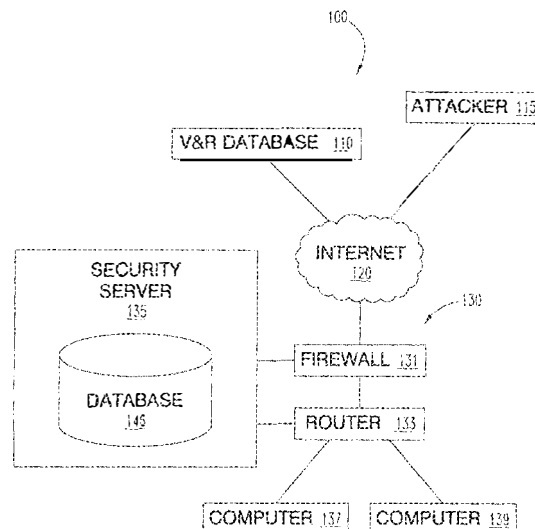 100
ATTACKER 115
V&R DATABASE 110
INTERNET
120
SECURITY
SERVER
135
130
FIREWALL 131
DATABASE
146
ROUTER 133
COMPUTER 137
COMPUTER 139